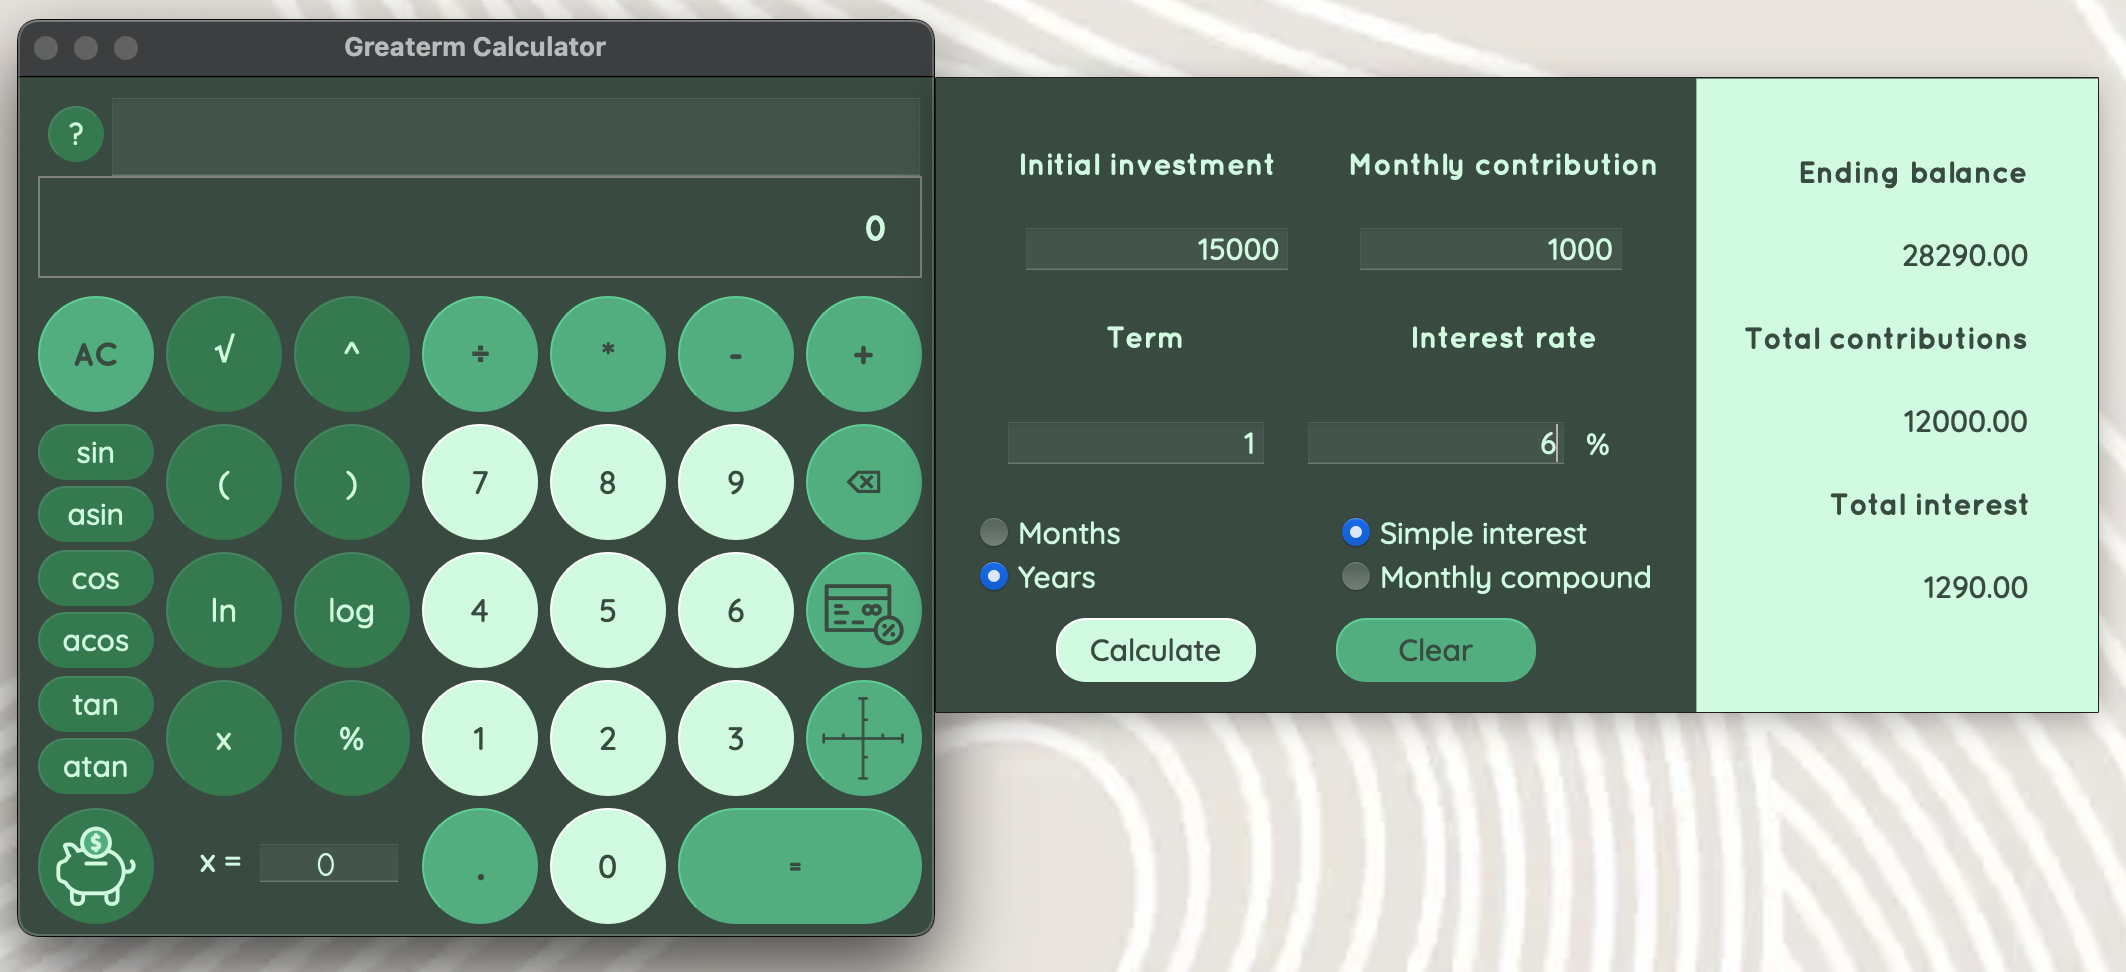 Greaterm Calculator
?
0
AC √ ^ ÷ * - +
sin
asin
( ) 7 8 9
cos
acos
ln log 4 5 6
%
tan
atan
x % 1 2 3
$
x = 0 . 0 =
Initial investment Monthly contribution
15000 1000
Term Interest rate
1 6 %
Months Simple interest
Years Monthly compound
Calculate Clear
Ending balance
28290.00
Total contributions
12000.00
Total interest
1290.00